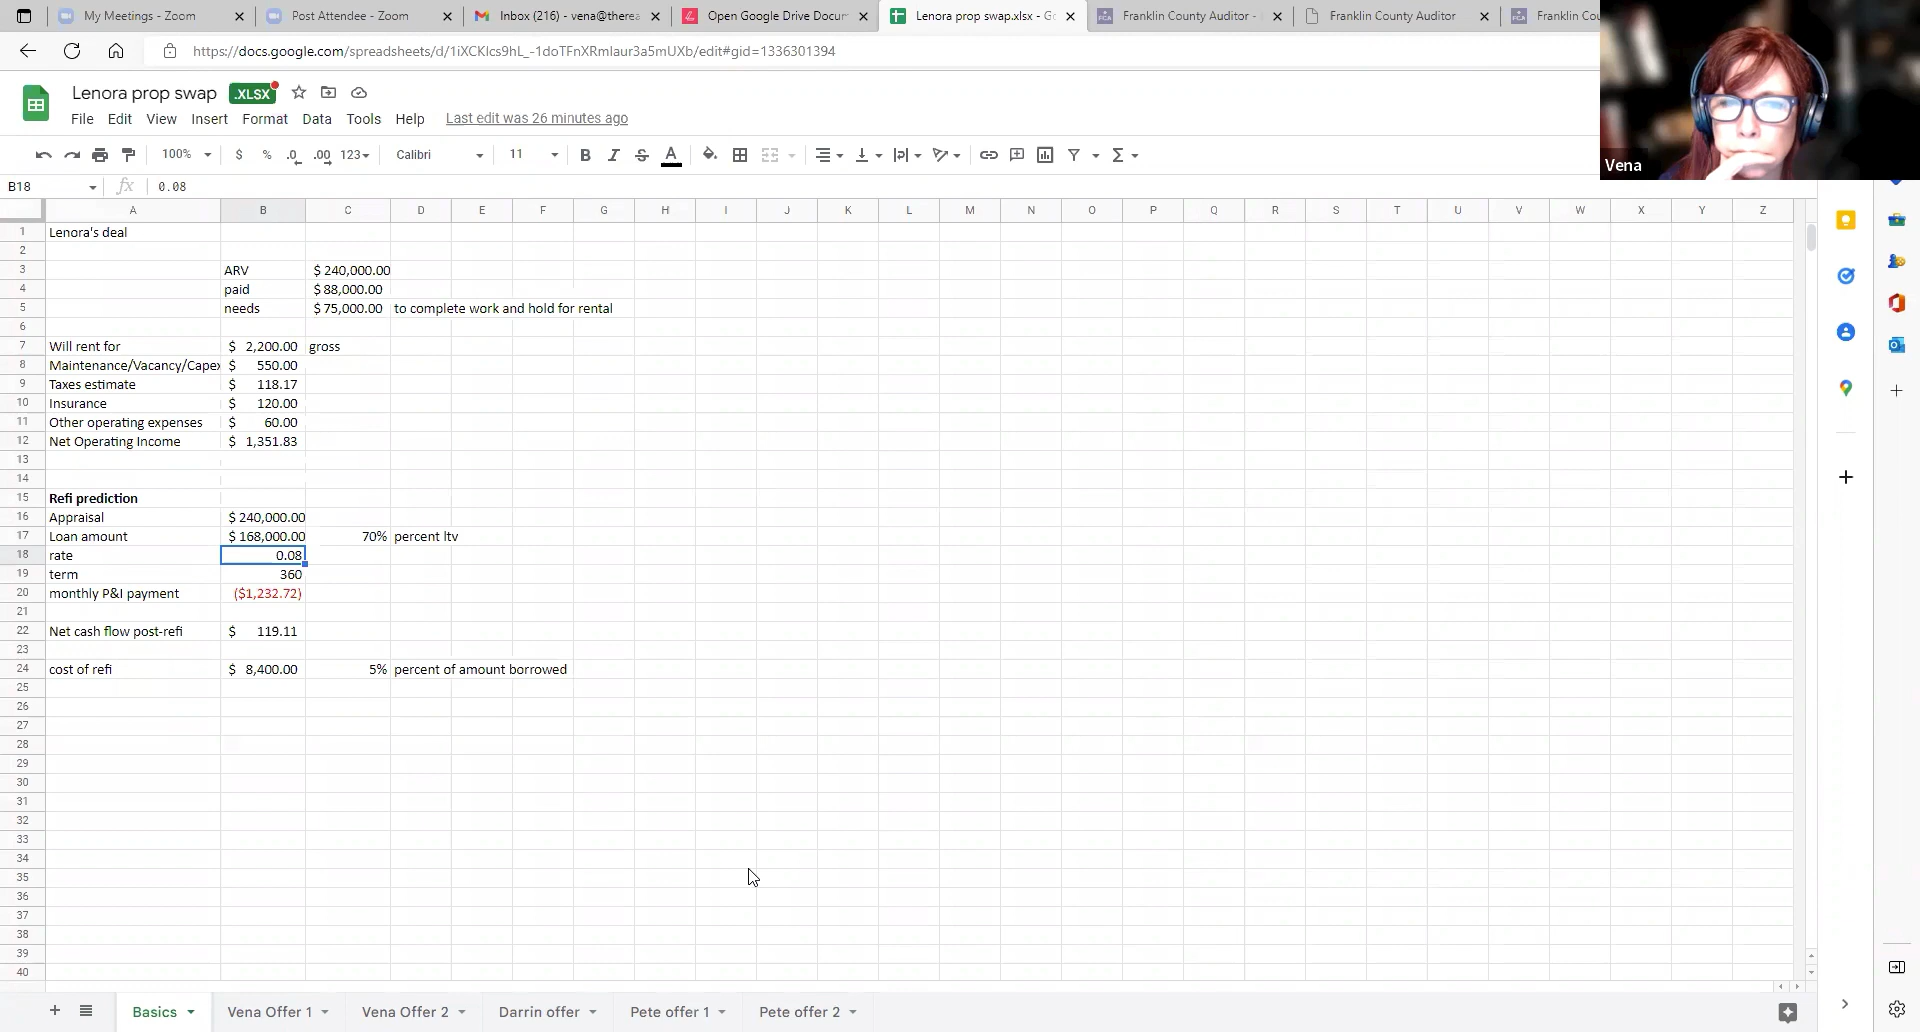 My Meetings - Zoom
Post Attendee - Zoom
Inbox (216) - vena@therea
Open Google Drive Docum
Lenora prop swap.xlsx - Go
Franklin County Auditor -
Franklin County Auditor
Franklin Cou
https://docs.google.com/spreadsheets/d/
/edit#gid=1336301394
Lenora prop swap .XLSX
File Edit View Insert Format Data Tools Help Last edit was 26 minutes ago
100% $ % .0 .00 123 Calibri 11 B I S A
Vena
B18 fx 0.08
A B C D E F G H I J K L M N O P Q R S T U V W X Y Z
1 Lenora's deal
2
3 ARV $ 240,000.00
4 paid $ 88,000.00
5 needs $ 75,000.00 to complete work and hold for rental
6
7 Will rent for $ 2,200.00 gross
8 Maintenance/Vacancy/Capex $ 550.00
9 Taxes estimate $ 118.17
10 Insurance $ 120.00
11 Other operating expenses $ 60.00
12 Net Operating Income $ 1,351.83
13
14
15 Refi prediction
16 Appraisal $ 240,000.00
17 Loan amount $ 168,000.00 70% percent ltv
18 rate 0.08
19 term 360
20 monthly P&I payment ($1,232.72)
21
22 Net cash flow post-refi $ 119.11
23
24 cost of refi $ 8,400.00 5% percent of amount borrowed
25
26
27
28
29
30
31
32
33
34
35
36
37
38
39
40
Basics Vena Offer 1 Vena Offer 2 Darrin offer Pete offer 1 Pete offer 2